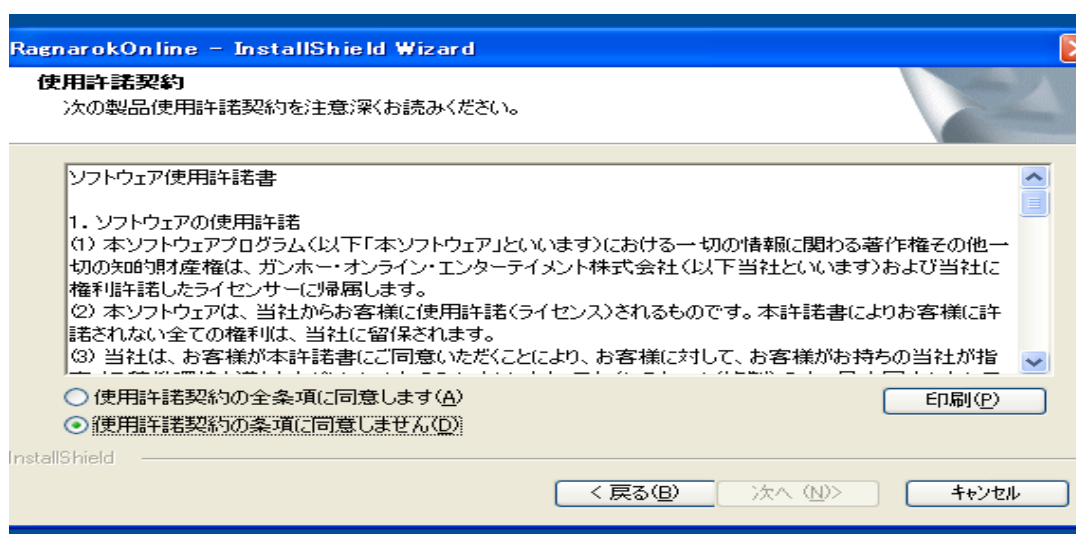 RagnarokOnline - InstallShield Wizard
使用許諾契約
次の製品使用許諾契約を注意深くお読みください。
ソフトウェア使用許諾書
1. ソフトウェアの使用許諾
(1) 本ソフトウェアプログラム(以下「本ソフトウェア」といいます)における一切の情報に関わる著作権その他一
切の知的財産権は、ガンホー・オンライン・エンターテイメント株式会社(以下当社といいます)および当社に
権利許諾したライセンサーに帰属します。
(2) 本ソフトウェアは、当社からお客様に使用許諾(ライセンス)されるものです。本許諾書によりお客様に許
諾されない全ての権利は、当社に留保されます。
(3) 当社は、お客様が本許諾書にご同意いただくことにより、お客様に対して、お客様がお持ちの当社が指
使用許諾契約の全条項に同意します(A)
印刷(P)
使用許諾契約の条項に同意しません(D)
InstallShield
< 戻る(B)
次へ (N)>
キャンセル